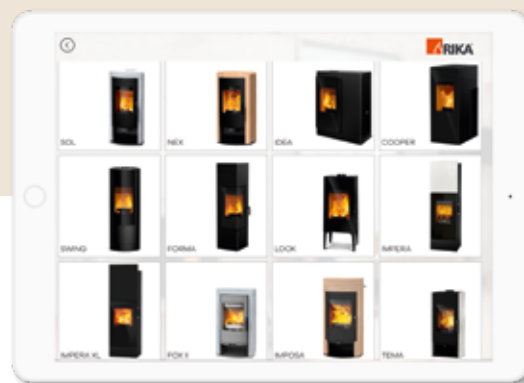 RIKA
SOL
NEX
IDEA
COOPER
SWING
FORMA
LOOK
IMPERA
IMPERA XL
FOX II
IMPOSA
TEMA